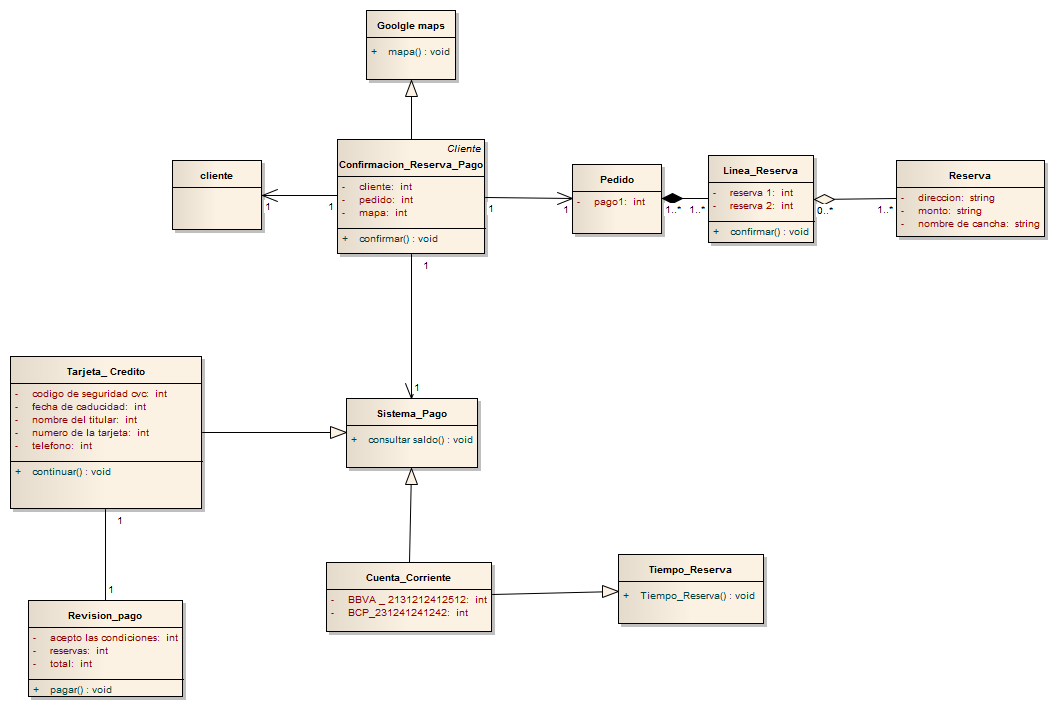 Goolgle maps
+ mapa() : void
Cliente
Confirmacion_Reserva_Pago
- cliente: int
- pedido: int
- mapa: int
+ confirmar() : void
cliente
1
1
1
1
Pedido
- pago1: int
1..*
1..*
Linea_Reserva
- reserva 1: int
- reserva 2: int
+ confirmar() : void
0..*
1..*
Reserva
- direccion: string
- monto: string
- nombre de cancha: string
1
1
Tarjeta_ Credito
- codigo de seguridad cvc: int
- fecha de caducidad: int
- nombre del titular: int
- numero de la tarjeta: int
- telefono: int
+ continuar() : void
Sistema_Pago
+ consultar saldo() : void
1
1
Cuenta_Corriente
- BBVA _ 2131212412512: int
- BCP_231241241242: int
Tiempo_Reserva
+ Tiempo_Reserva() : void
Revision_pago
- acepto las condiciones: int
- reservas: int
- total: int
+ pagar() : void